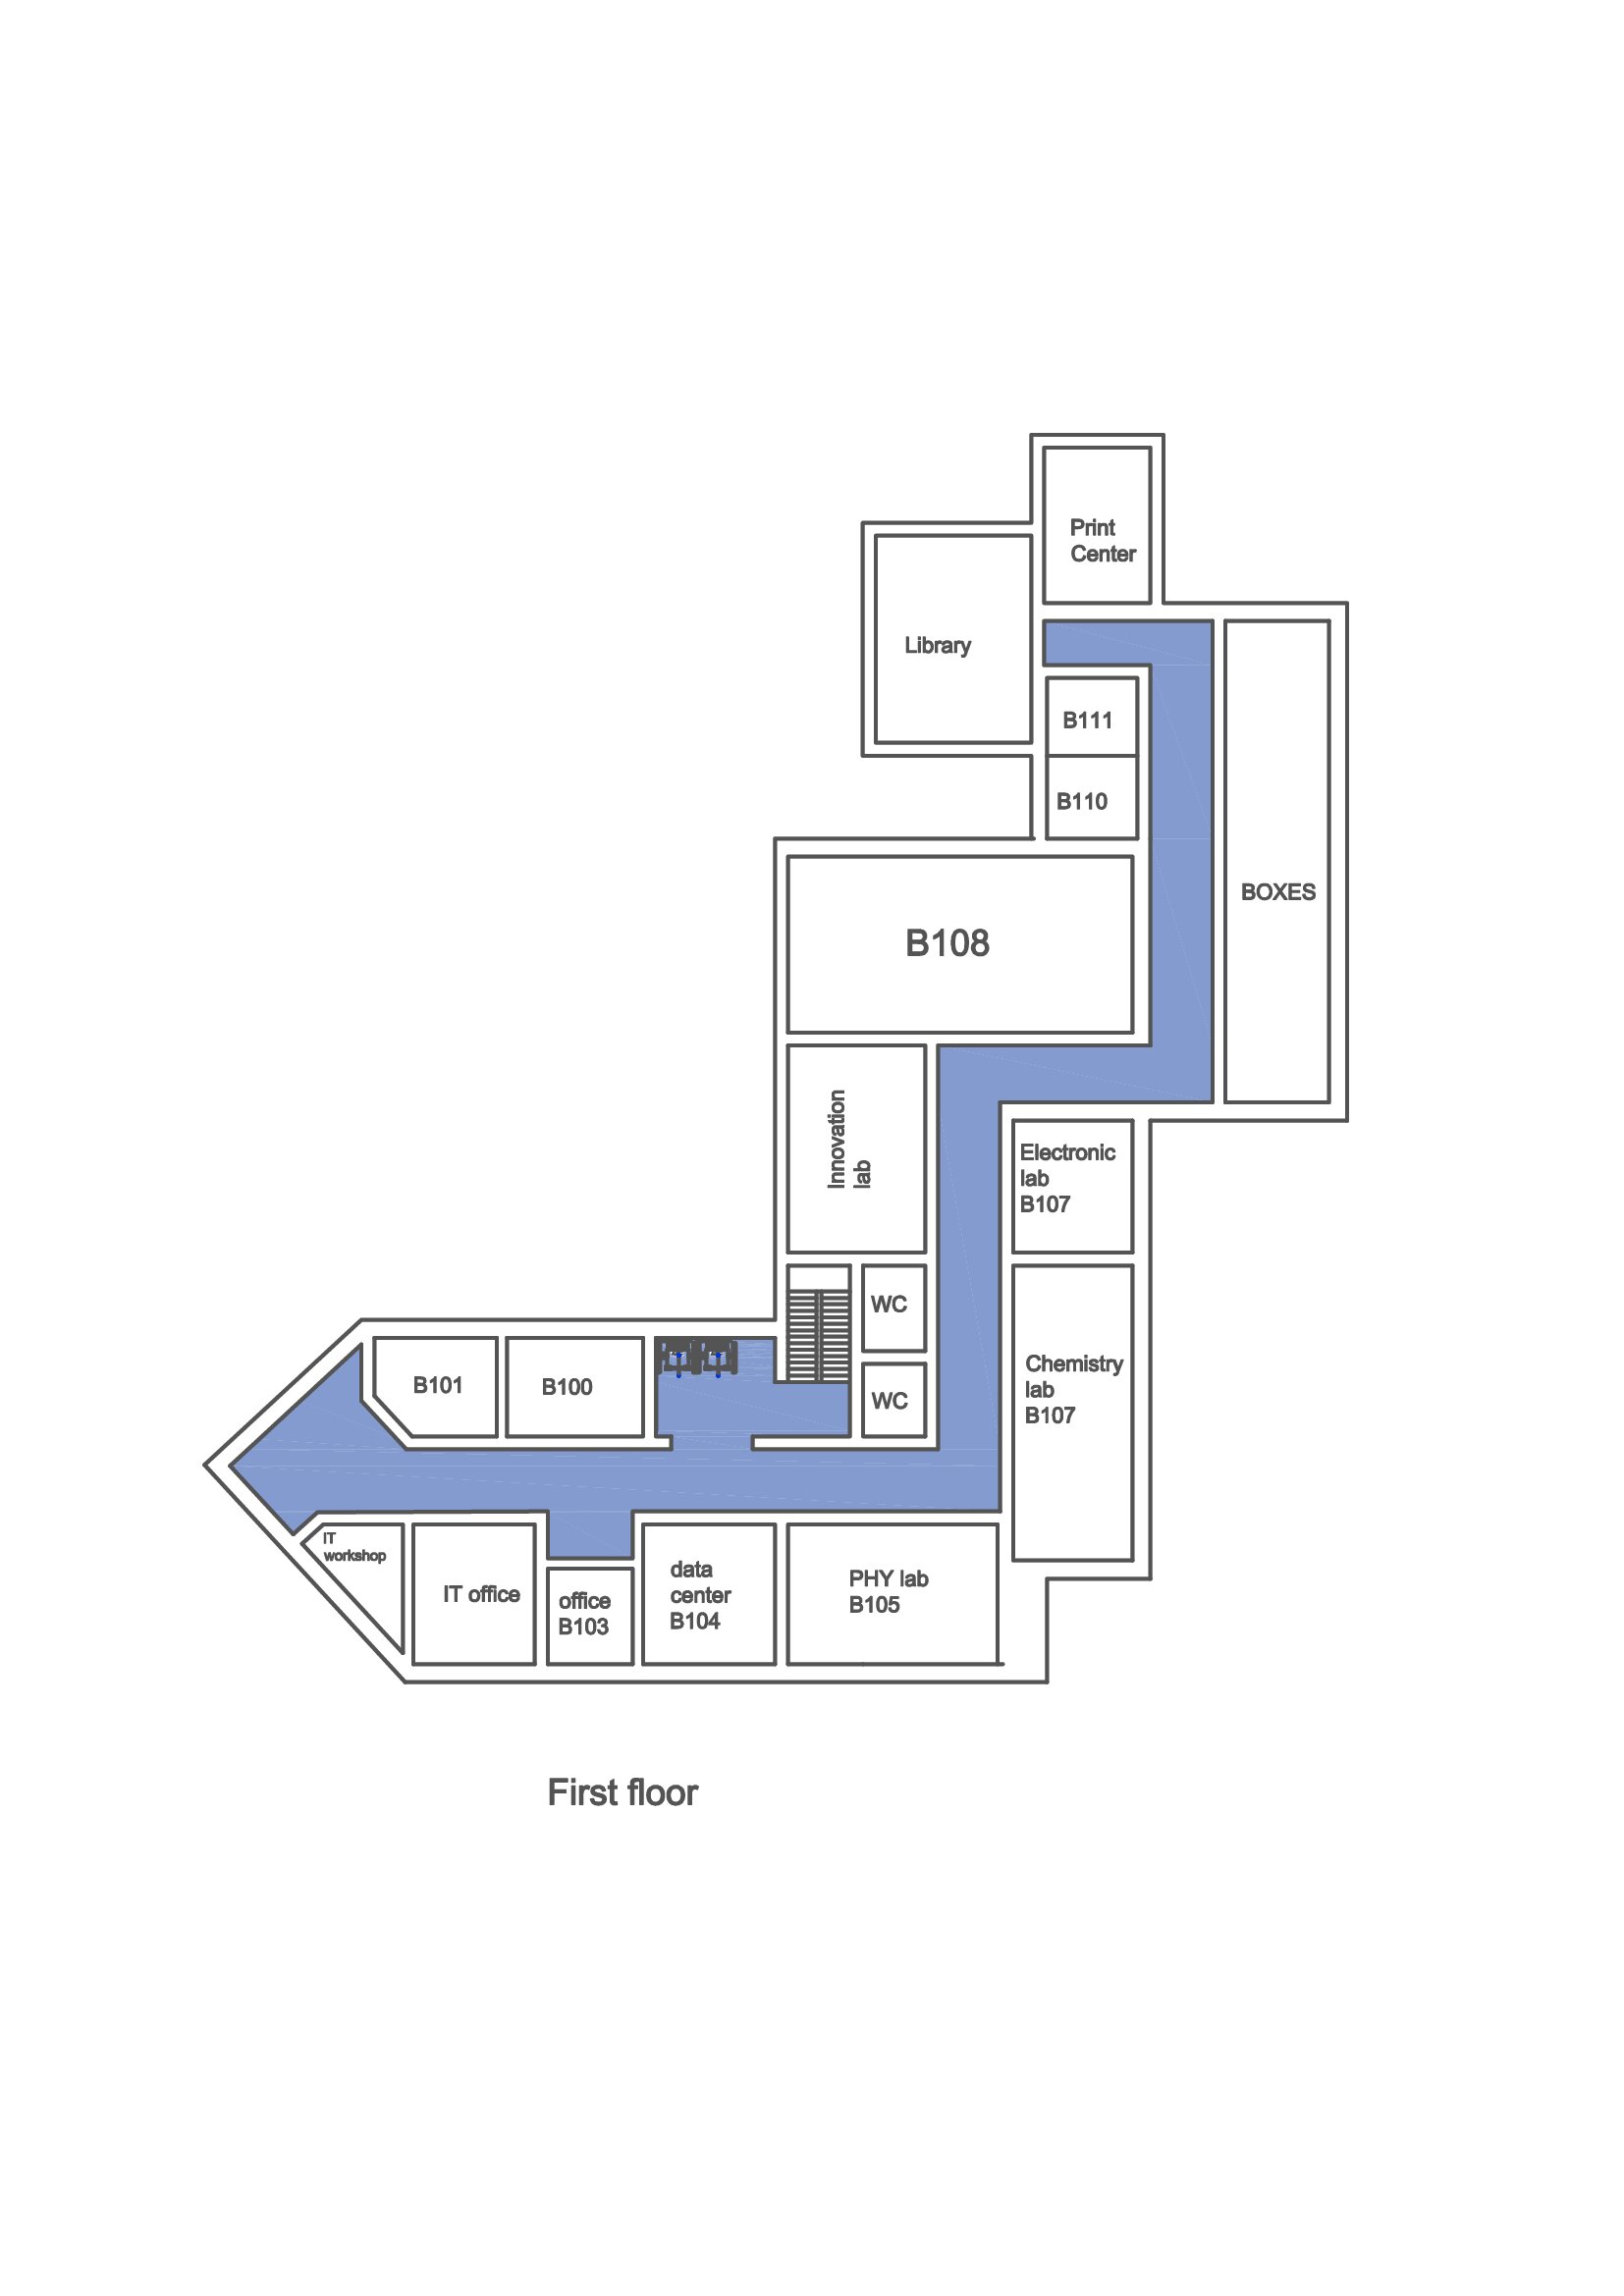 Print
Center
Library
B111
B110
BOXES
B108
Innovation
lab
Electronic
lab
B107
WC
Chemistry
lab
B107
B101
B100
WC
IT
workshop
IT office
office
B103
data
center
B104
PHY lab
B105
First floor